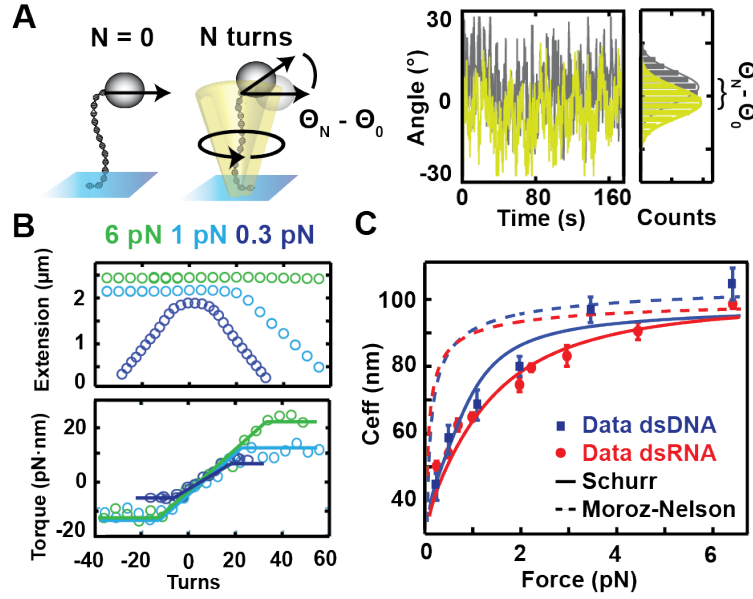 A
N = 0
N turns
Θ_N - Θ_0
Angle (°)
30
0
-30
0
80
160
Time (s)
Counts
Θ_N - Θ_0
B
6 pN 1 pN 0.3 pN
Extension (µm)
2
1
0
Torque (pN·nm)
20
0
-20
-40 -20 0 20 40 60
Turns
C
Ceff (nm)
100
80
60
40
Data dsDNA
Data dsRNA
Schurr
Moroz-Nelson
0 2 4 6
Force (pN)